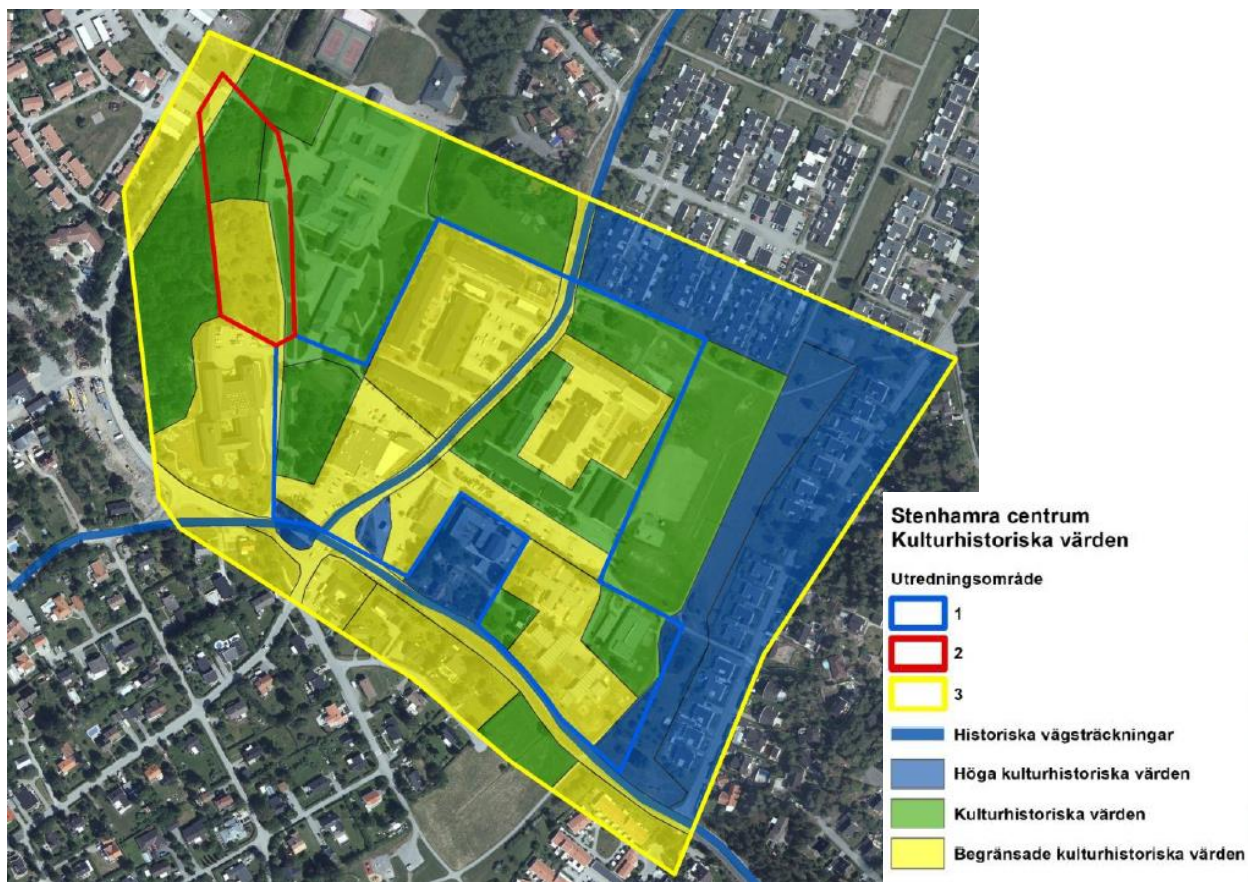 Stenhamra centrum
Kulturhistoriska värden
Utredningsområde
1
2
3
Historiska vägsträckningar
Höga kulturhistoriska värden
Kulturhistoriska värden
Begränsade kulturhistoriska värden